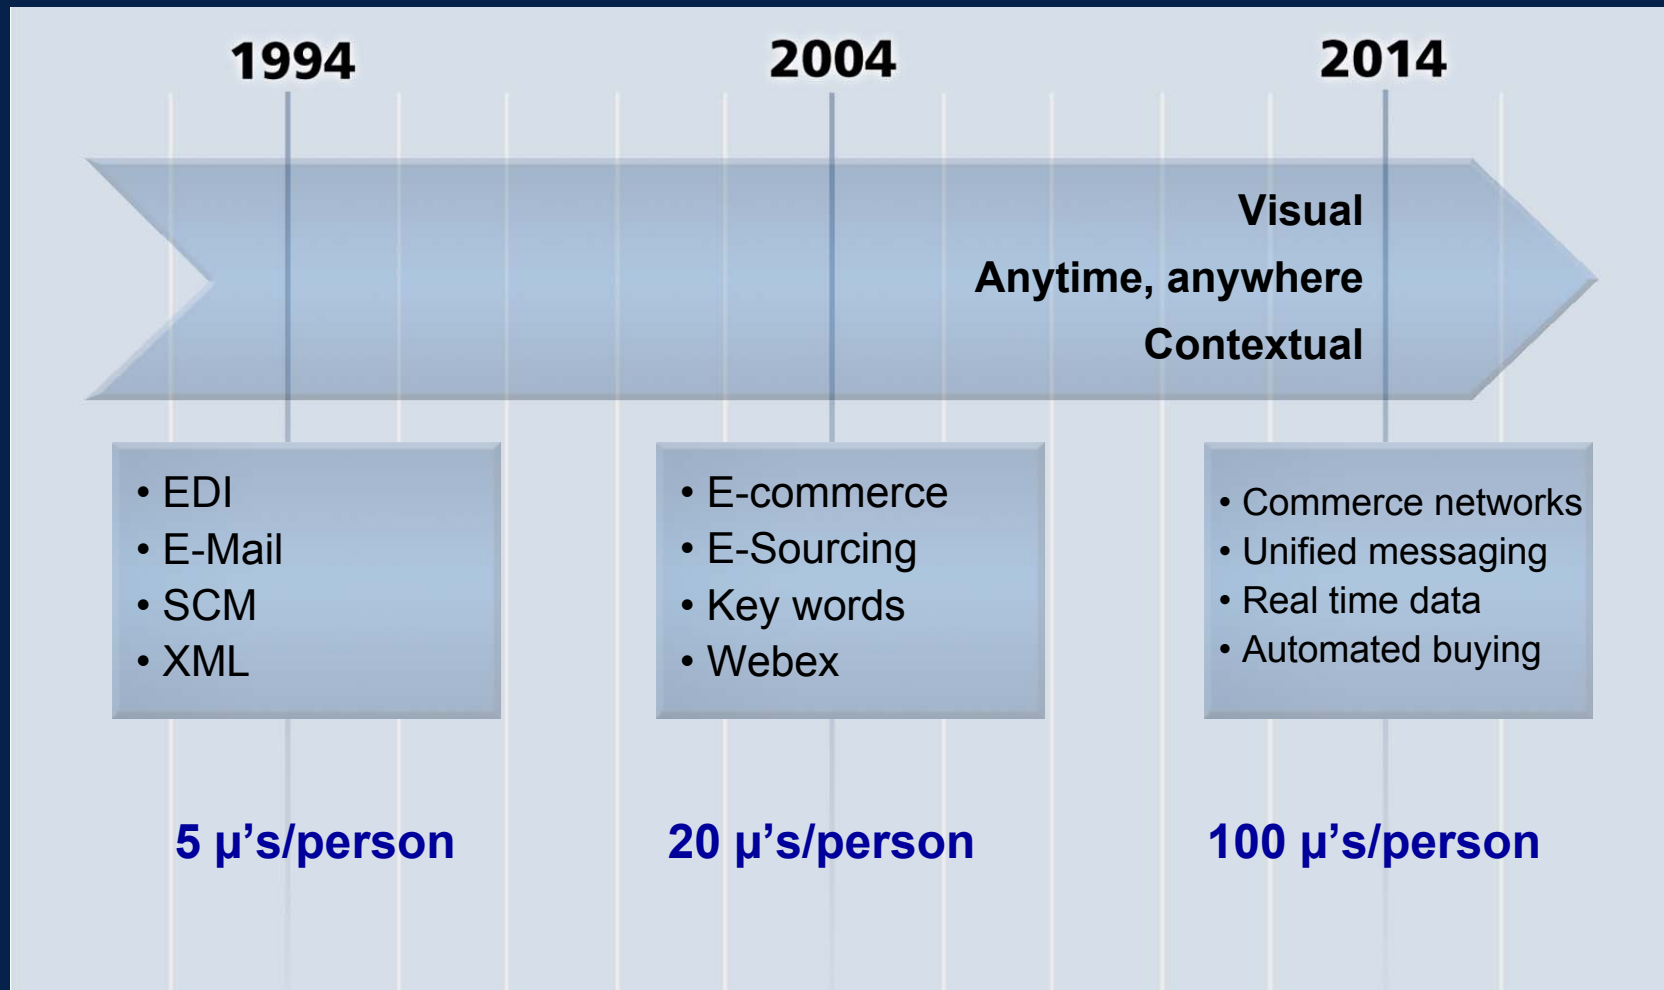 1994
2004
2014
Visual
Anytime, anywhere
Contextual
• EDI
• E-Mail
• SCM
• XML
• E-commerce
• E-Sourcing
• Key words
• Webex
• Commerce networks
• Unified messaging
• Real time data
• Automated buying
5 µ’s/person
20 µ’s/person
100 µ’s/person